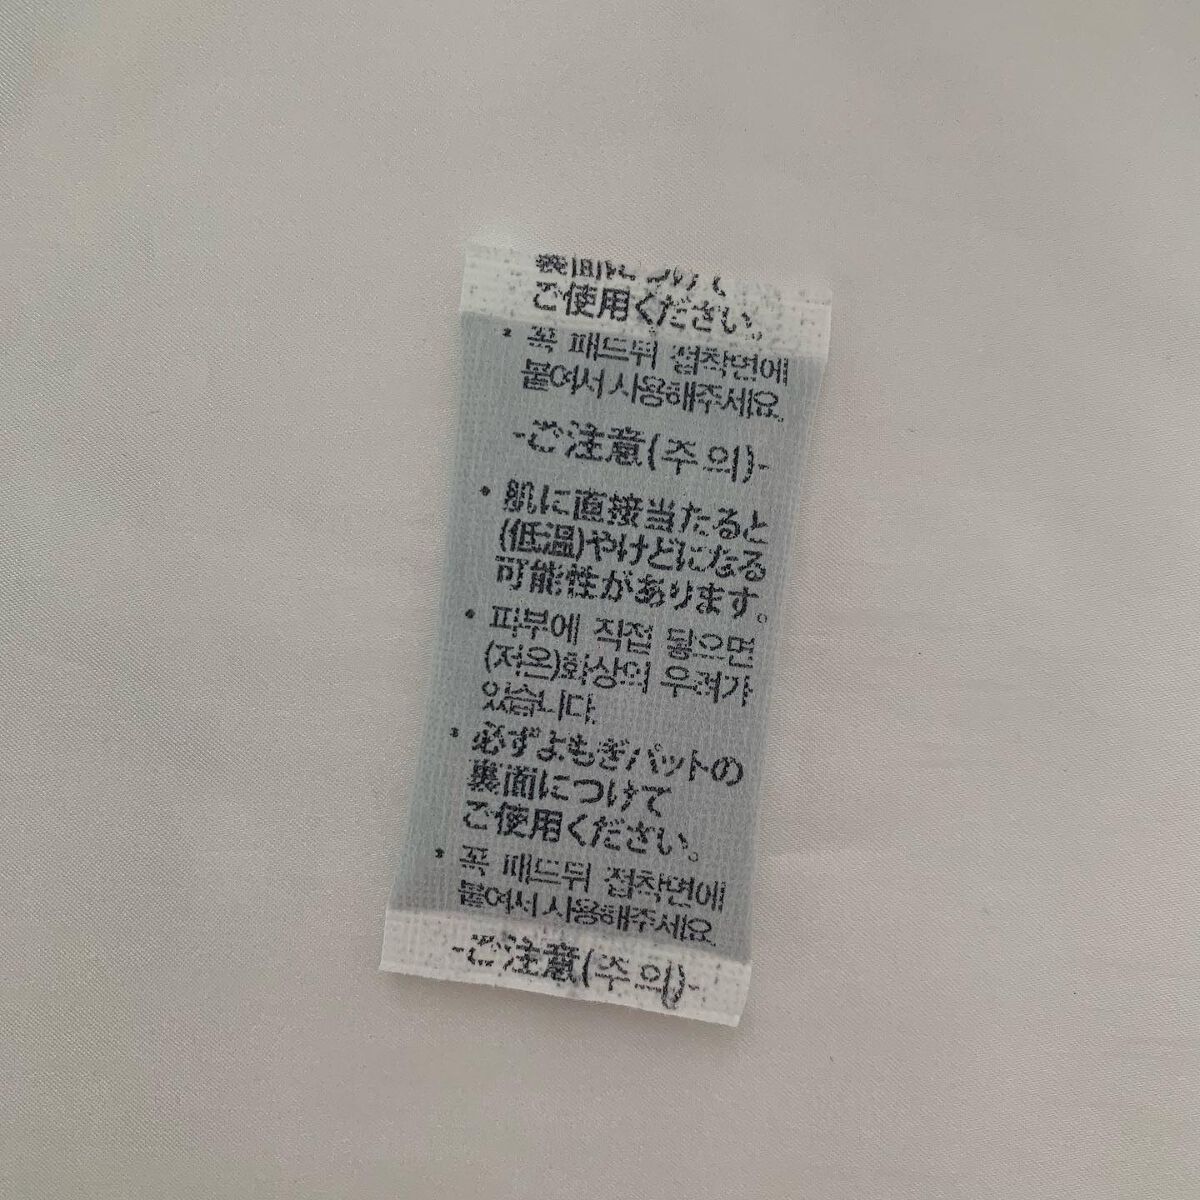 裏面につけて
ご使用ください。
・꼭 패드뒤 접착면에
붙여서 사용해주세요.
-ご注意(주의)-
・肌に直接当たると
(低温)やけどになる
可能性があります。
・피부에 직접 닿으면
(저온)화상의 우려가
있습니다.
・必ずよもぎパットの
裏面につけて
ご使用ください。
・꼭 패드뒤 접착면에
붙여서 사용해주세요.
-ご注意(주의)-